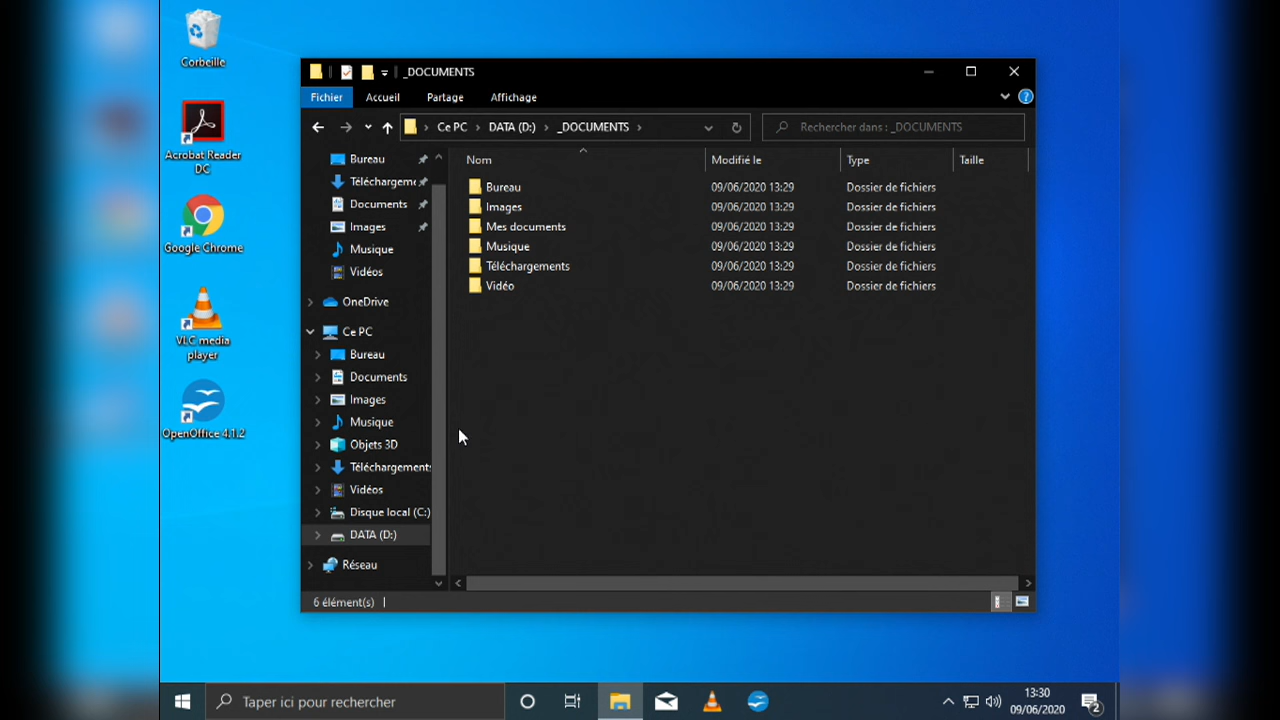 Corbeille
Acrobat Reader
DC
Google Chrome
VLC media
player
OpenOffice 4.1.2
_DOCUMENTS
Fichier Accueil Partage Affichage
Ce PC DATA (D:) _DOCUMENTS
Rechercher dans : _DOCUMENTS
Bureau
Téléchargeme
Documents
Images
Musique
Vidéos
OneDrive
Ce PC
Bureau
Documents
Images
Musique
Objets 3D
Téléchargements
Vidéos
Disque local (C:)
DATA (D:)
Réseau
Nom Modifié le Type Taille
Bureau 09/06/2020 13:29 Dossier de fichiers
Images 09/06/2020 13:29 Dossier de fichiers
Mes documents 09/06/2020 13:29 Dossier de fichiers
Musique 09/06/2020 13:29 Dossier de fichiers
Téléchargements 09/06/2020 13:29 Dossier de fichiers
Vidéo 09/06/2020 13:29 Dossier de fichiers
6 élément(s)
Taper ici pour rechercher
13:30
09/06/2020
2